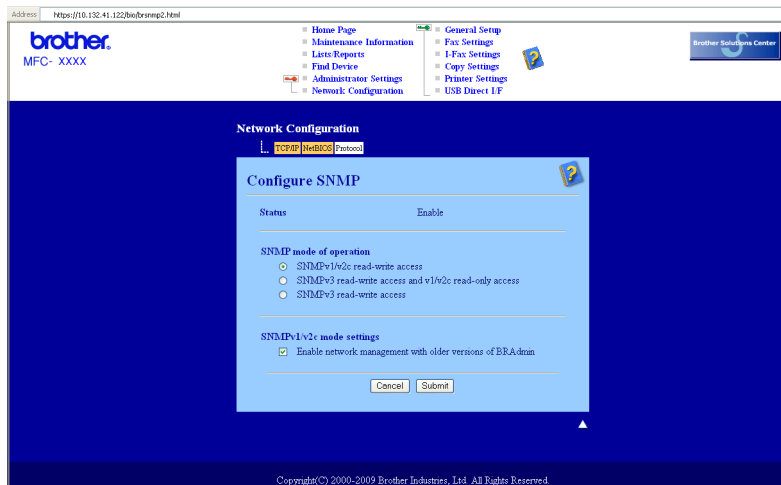 Address https://10.132.41.122/bio/brsnmp2.html
brother.
MFC- XXXX
Home Page
Maintenance Information
Lists/Reports
Find Device
Administrator Settings
Network Configuration
General Setup
Fax Settings
I-Fax Settings
Copy Settings
Printer Settings
USB Direct I/F
Brother Solutions Center
Network Configuration
TCP/IP NetBIOS Protocol
Configure SNMP
Status Enable
SNMP mode of operation
SNMPv1/v2c read-write access
SNMPv3 read-write access and v1/v2c read-only access
SNMPv3 read-write access
SNMPv1/v2c mode settings
Enable network management with older versions of BRAdmin
Cancel Submit
Copyright(C) 2000-2009 Brother Industries, Ltd. All Rights Reserved.